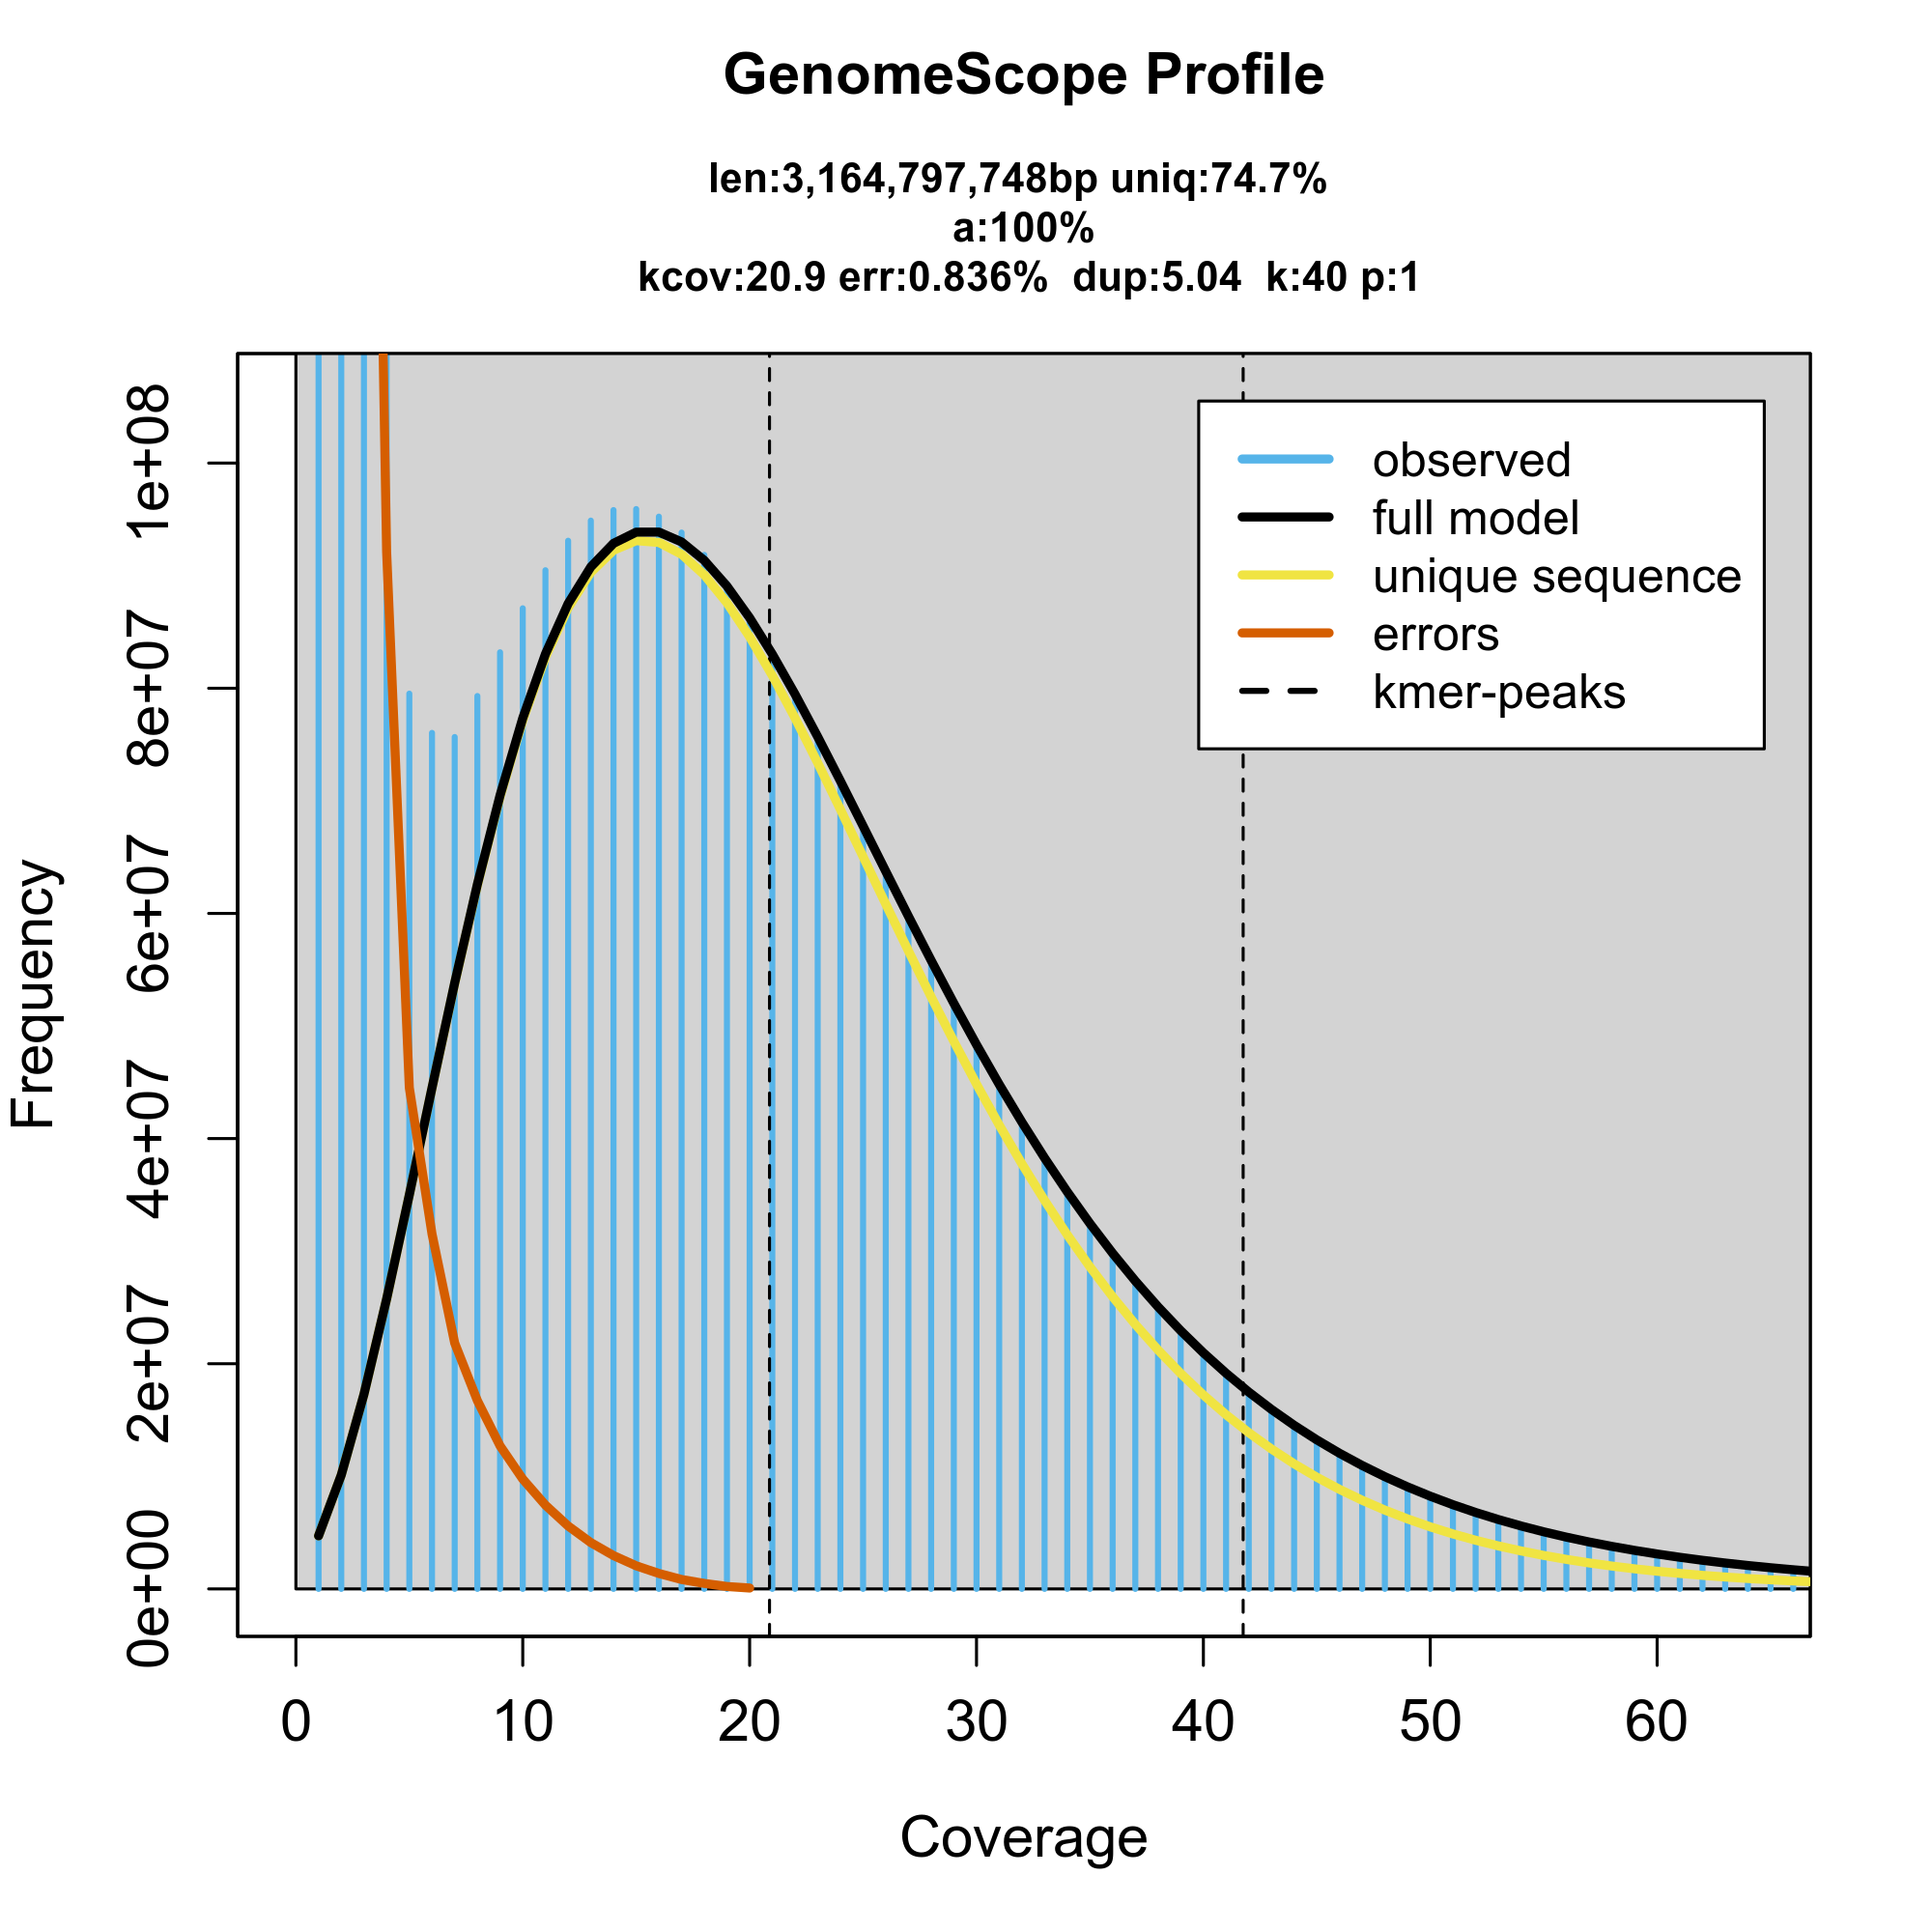 GenomeScope Profile
len:3,164,797,748bp uniq:74.7%
a:100%
kcov:20.9 err:0.836% dup:5.04 k:40 p:1
observed
full model
unique sequence
errors
kmer-peaks
Frequency
1e+08
8e+07
6e+07
4e+07
2e+07
0e+00
0 10 20 30 40 50 60
Coverage